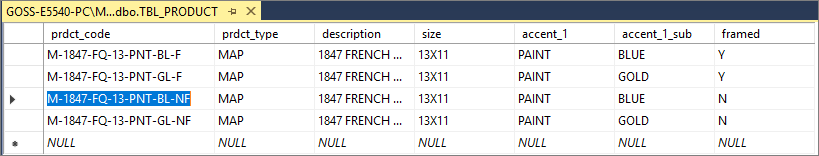 GOSS-E5540-PC\M...dbo.TBL_PRODUCT
prdct_code prdct_type description size accent_1 accent_1_sub framed
M-1847-FQ-13-PNT-BL-F MAP 1847 FRENCH ... 13X11 PAINT BLUE Y
M-1847-FQ-13-PNT-GL-F MAP 1847 FRENCH ... 13X11 PAINT GOLD Y
M-1847-FQ-13-PNT-BL-NF MAP 1847 FRENCH ... 13X11 PAINT BLUE N
M-1847-FQ-13-PNT-GL-NF MAP 1847 FRENCH ... 13X11 PAINT GOLD N
NULL NULL NULL NULL NULL NULL NULL